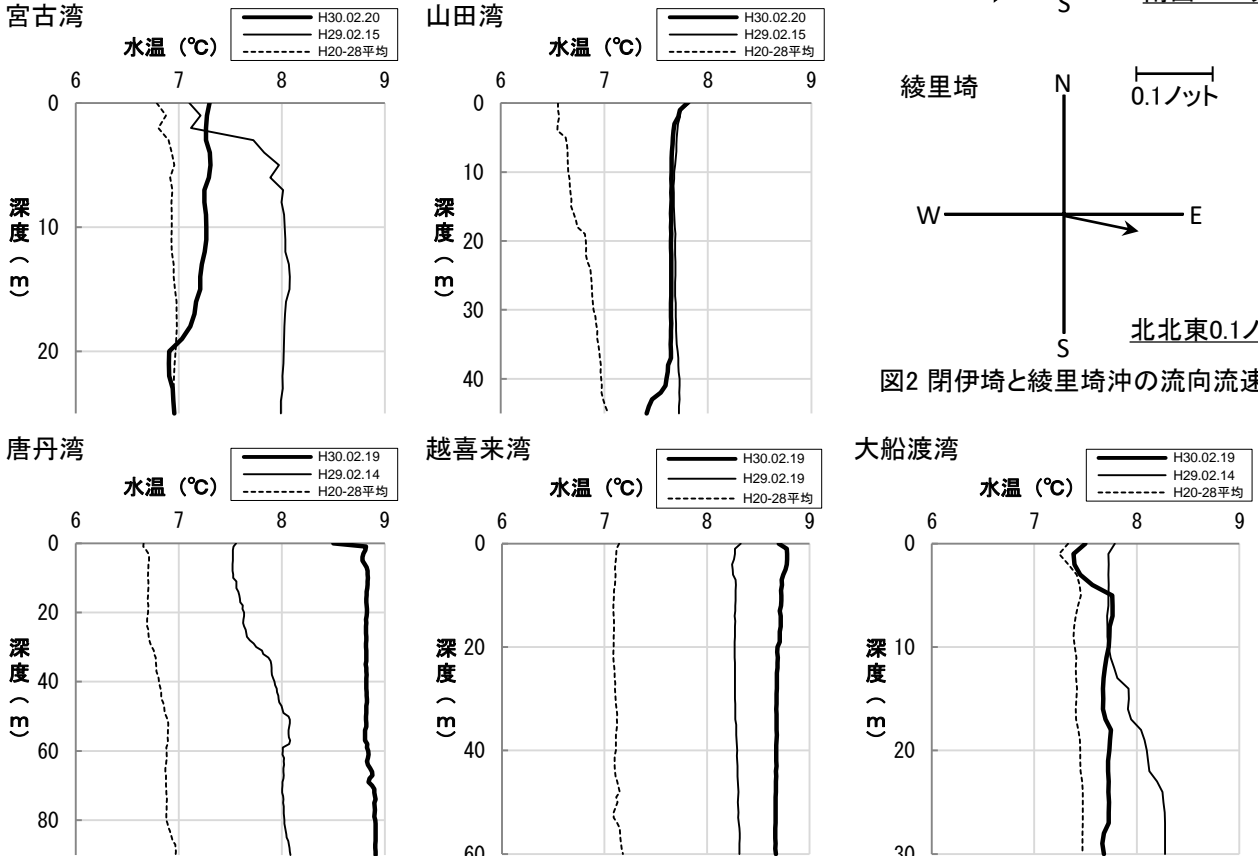 宮古湾
H30.02.20
H29.02.15
H20-28平均
水温 (℃)
6 7 8 9
0
10
20
深度(m)
山田湾
H30.02.20
H29.02.15
H20-28平均
水温 (℃)
6 7 8 9
0
10
20
30
40
深度(m)
S
綾里埼
N
0.1ノット
W
E
S
北北東0.1ノ
図2 閉伊埼と綾里埼沖の流向流速
唐丹湾
H30.02.19
H29.02.14
H20-28平均
水温 (℃)
6 7 8 9
0
20
40
60
80
深度(m)
越喜来湾
H30.02.19
H29.02.19
H20-28平均
水温 (℃)
6 7 8 9
0
20
40
60
深度(m)
大船渡湾
H30.02.19
H29.02.14
H20-28平均
水温 (℃)
6 7 8 9
0
10
20
30
深度(m)